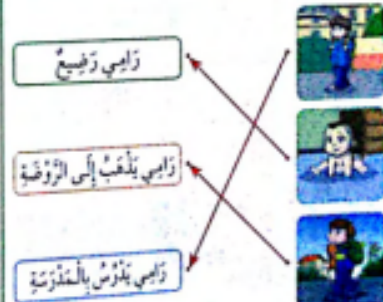 رَامِي رَضِيعٌ
رَامِي يَذْهَبُ إِلَى الرَّوْضَةِ
رَامِي يَدْرُسُ بِالْمَدْرَسَةِ